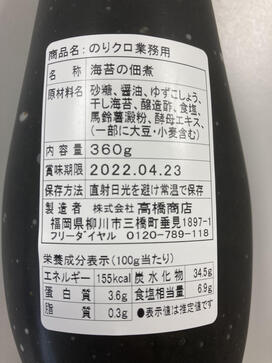 商品名:のりクロ業務用
名 称 海苔の佃煮
原材料名 砂糖、醤油、ゆずこしょう、
干し海苔、醸造酢、食塩、
馬鈴薯澱粉、酵母エキス、
(一部に大豆・小麦含む)
内 容 量 360g
賞味期限 2022.04.23
保存方法 直射日光を避け常温で保存
製 造 者 株式会社 高橋商店
福岡県柳川市三橋町垂見1897-1
フリーダイヤル 0120-789-118
栄養成分表示(100g当たり)
エネルギー 155kcal 炭水化物 34.5g
蛋 白 質 3.6g 食塩相当量 6.9g
脂 質 0.3g ●表示値は推定値です